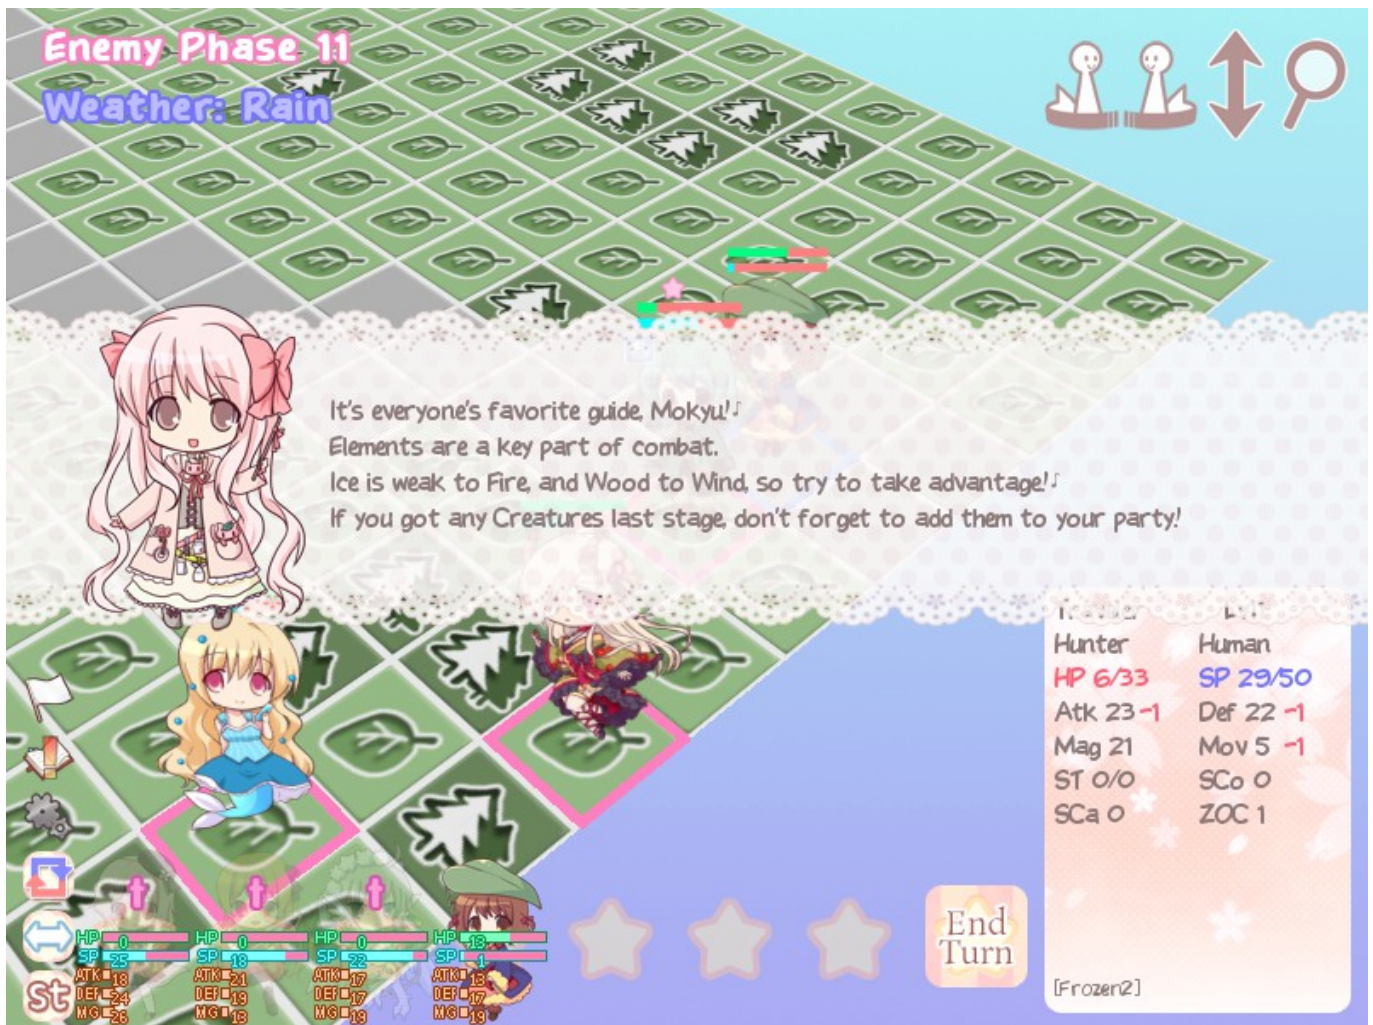 Enemy Phase 11
Weather: Rain
It's everyone's favorite guide, Mokyu!♪
Elements are a key part of combat.
Ice is weak to Fire, and Wood to Wind, so try to take advantage!♪
If you got any Creatures last stage, don't forget to add them to your party!
Hunter Human
HP 6/33 SP 29/50
Atk 23 -1 Def 22 -1
Mag 21 Mov 5 -1
ST 0/0 SCo 0
SCa 0 ZOC 1
[Frozen2]
End
Turn
St
HP 0 HP 0 HP 0 HP 13
SP 25 SP 18 SP 22 SP 1
ATK 18 ATK 21 ATK 17 ATK 13
DEF 24 DEF 19 DEF 17 DEF 17
MG 26 MG 13 MG 19 MG 19